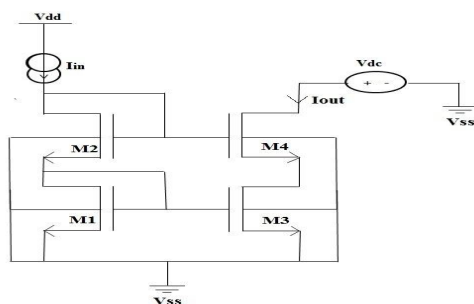 Vdd
Iin
Vdc
+ -
Iout
Vss
M2
M4
M1
M3
Vss